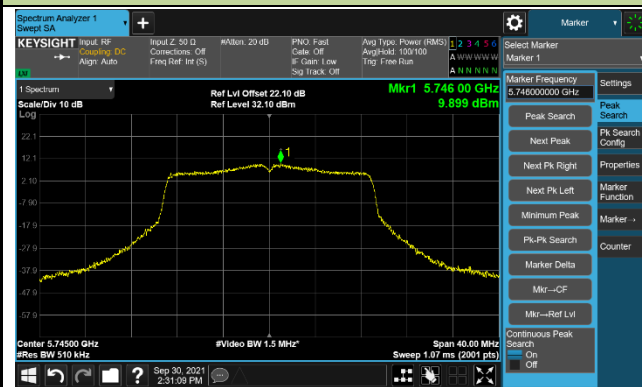 Spectrum Analyzer 1
Swept SA
Marker
KEYSIGHT
Input: RF
Coupling: DC
Align: Auto
Input Z: 50 Ω
Corrections: Off
Freq Ref: Int (S)
#Atten: 20 dB
PNO: Fast
Gate: Off
IF Gain: Low
Sig Track: Off
Avg Type: Power (RMS)
Avg|Hold: 100/100
Trig: Free Run
1 2 3 4 5 6
A W W W W W
A N N N N N
LXI
Select Marker
Marker 1
1 Spectrum
Scale/Div 10 dB
Log
Ref Lvl Offset 22.10 dB
Ref Level 32.10 dBm
Mkr1 5.746 00 GHz
9.899 dBm
22.1
12.1
2.10
-7.90
-17.9
-27.9
-37.9
-47.9
-57.9
1
Center 5.74500 GHz
#Res BW 510 kHz
#Video BW 1.5 MHz*
Span 40.00 MHz
Sweep 1.07 ms (2001 pts)
Marker Frequency
5.746000000 GHz
Peak Search
Next Peak
Next Pk Right
Next Pk Left
Minimum Peak
Pk-Pk Search
Marker Delta
Mkr→CF
Mkr→Ref Lvl
Continuous Peak
Search
On
Off
Settings
Peak
Search
Pk Search
Config
Properties
Marker
Function
Marker→
Counter
Sep 30, 2021
2:31:09 PM